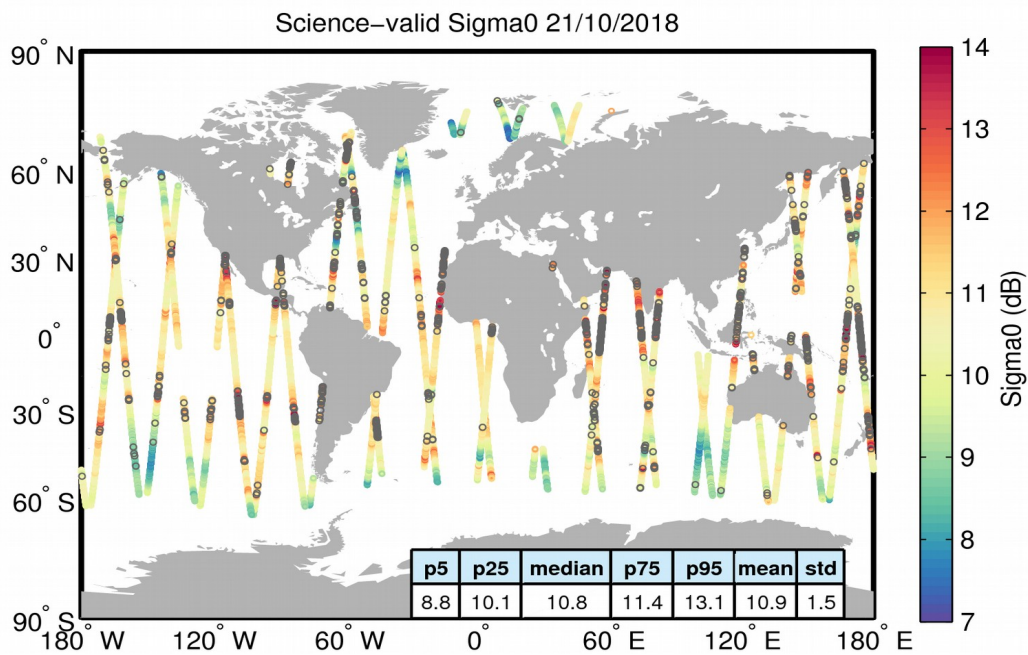 Science-valid Sigma0 21/10/2018
90° N
60° N
30° N
0°
30° S
60° S
90° S
180° W
120° W
60° W
0°
60° E
120° E
180° E
p5 p25 median p75 p95 mean std
8.8 10.1 10.8 11.4 13.1 10.9 1.5
14
13
12
11
10
9
8
7
Sigma0 (dB)